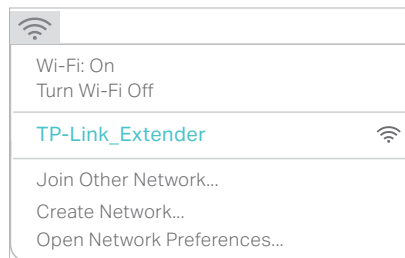 Wi-Fi: On
Turn Wi-Fi Off
TP-Link_Extender
Join Other Network...
Create Network...
Open Network Preferences...